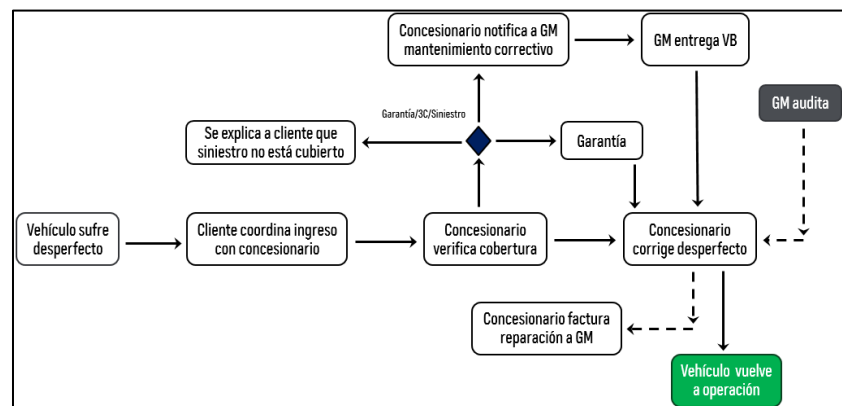 Concesionario notifica a GM
mantenimiento correctivo
GM entrega VB
GM audita
Garantía/3C/Siniestro
Se explica a cliente que
siniestro no está cubierto
Garantía
Vehículo sufre
desperfecto
Cliente coordina ingreso
con concesionario
Concesionario
verifica cobertura
Concesionario
corrige desperfecto
Concesionario factura
reparación a GM
Vehículo vuelve
a operación